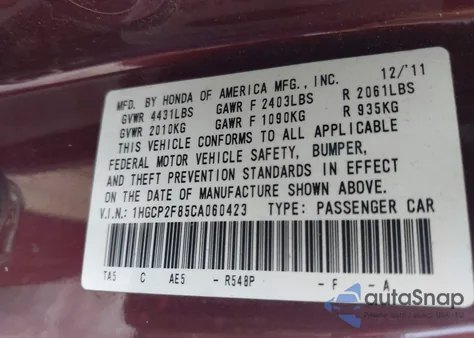 MFD. BY HONDA OF AMERICA MFG., INC. 12/'11
GVWR 4431LBS GAWR F 2403LBS R 2061LBS
GVWR 2010KG GAWR F 1090KG R 935KG
THIS VEHICLE CONFORMS TO ALL APPLICABLE
FEDERAL MOTOR VEHICLE SAFETY, BUMPER,
AND THEFT PREVENTION STANDARDS IN EFFECT
ON THE DATE OF MANUFACTURE SHOWN ABOVE.
V.I.N.: 1HGCP2F85CA060423 TYPE: PASSENGER CAR
TA5 C AE5 - R548P - F - A
autoSnap